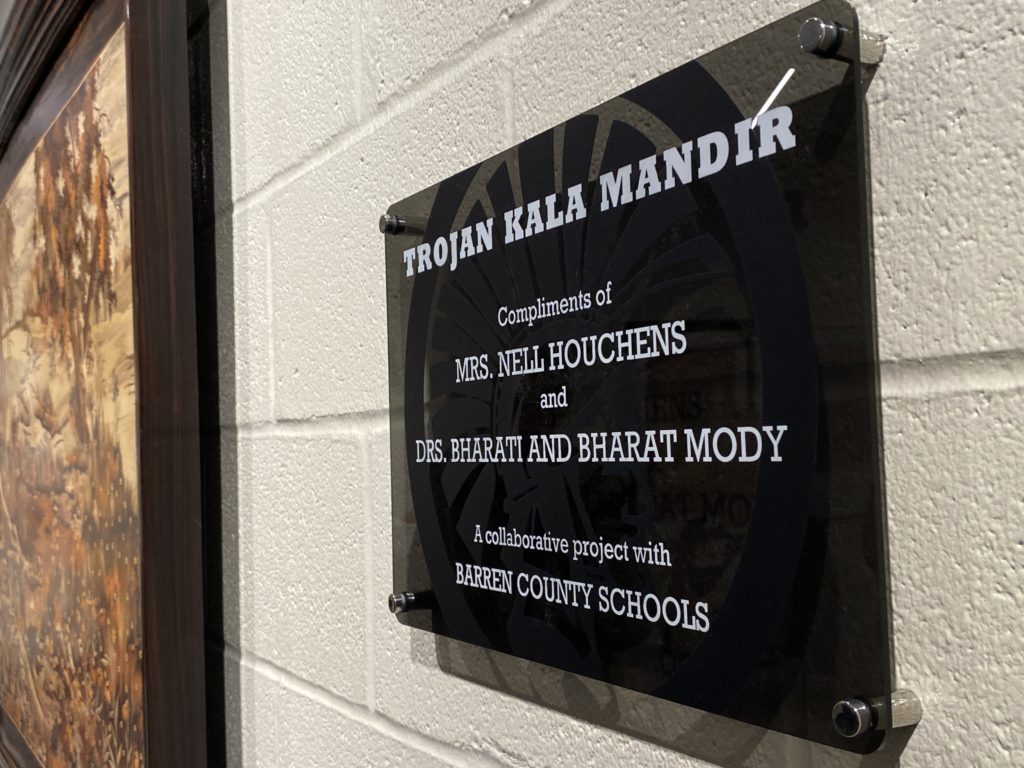 TROJAN KALA MANDIR
Compliments of
MRS. NELL HOUCHENS
and
DRS. BHARATI AND BHARAT MODY
A collaborative project with
BARREN COUNTY SCHOOLS